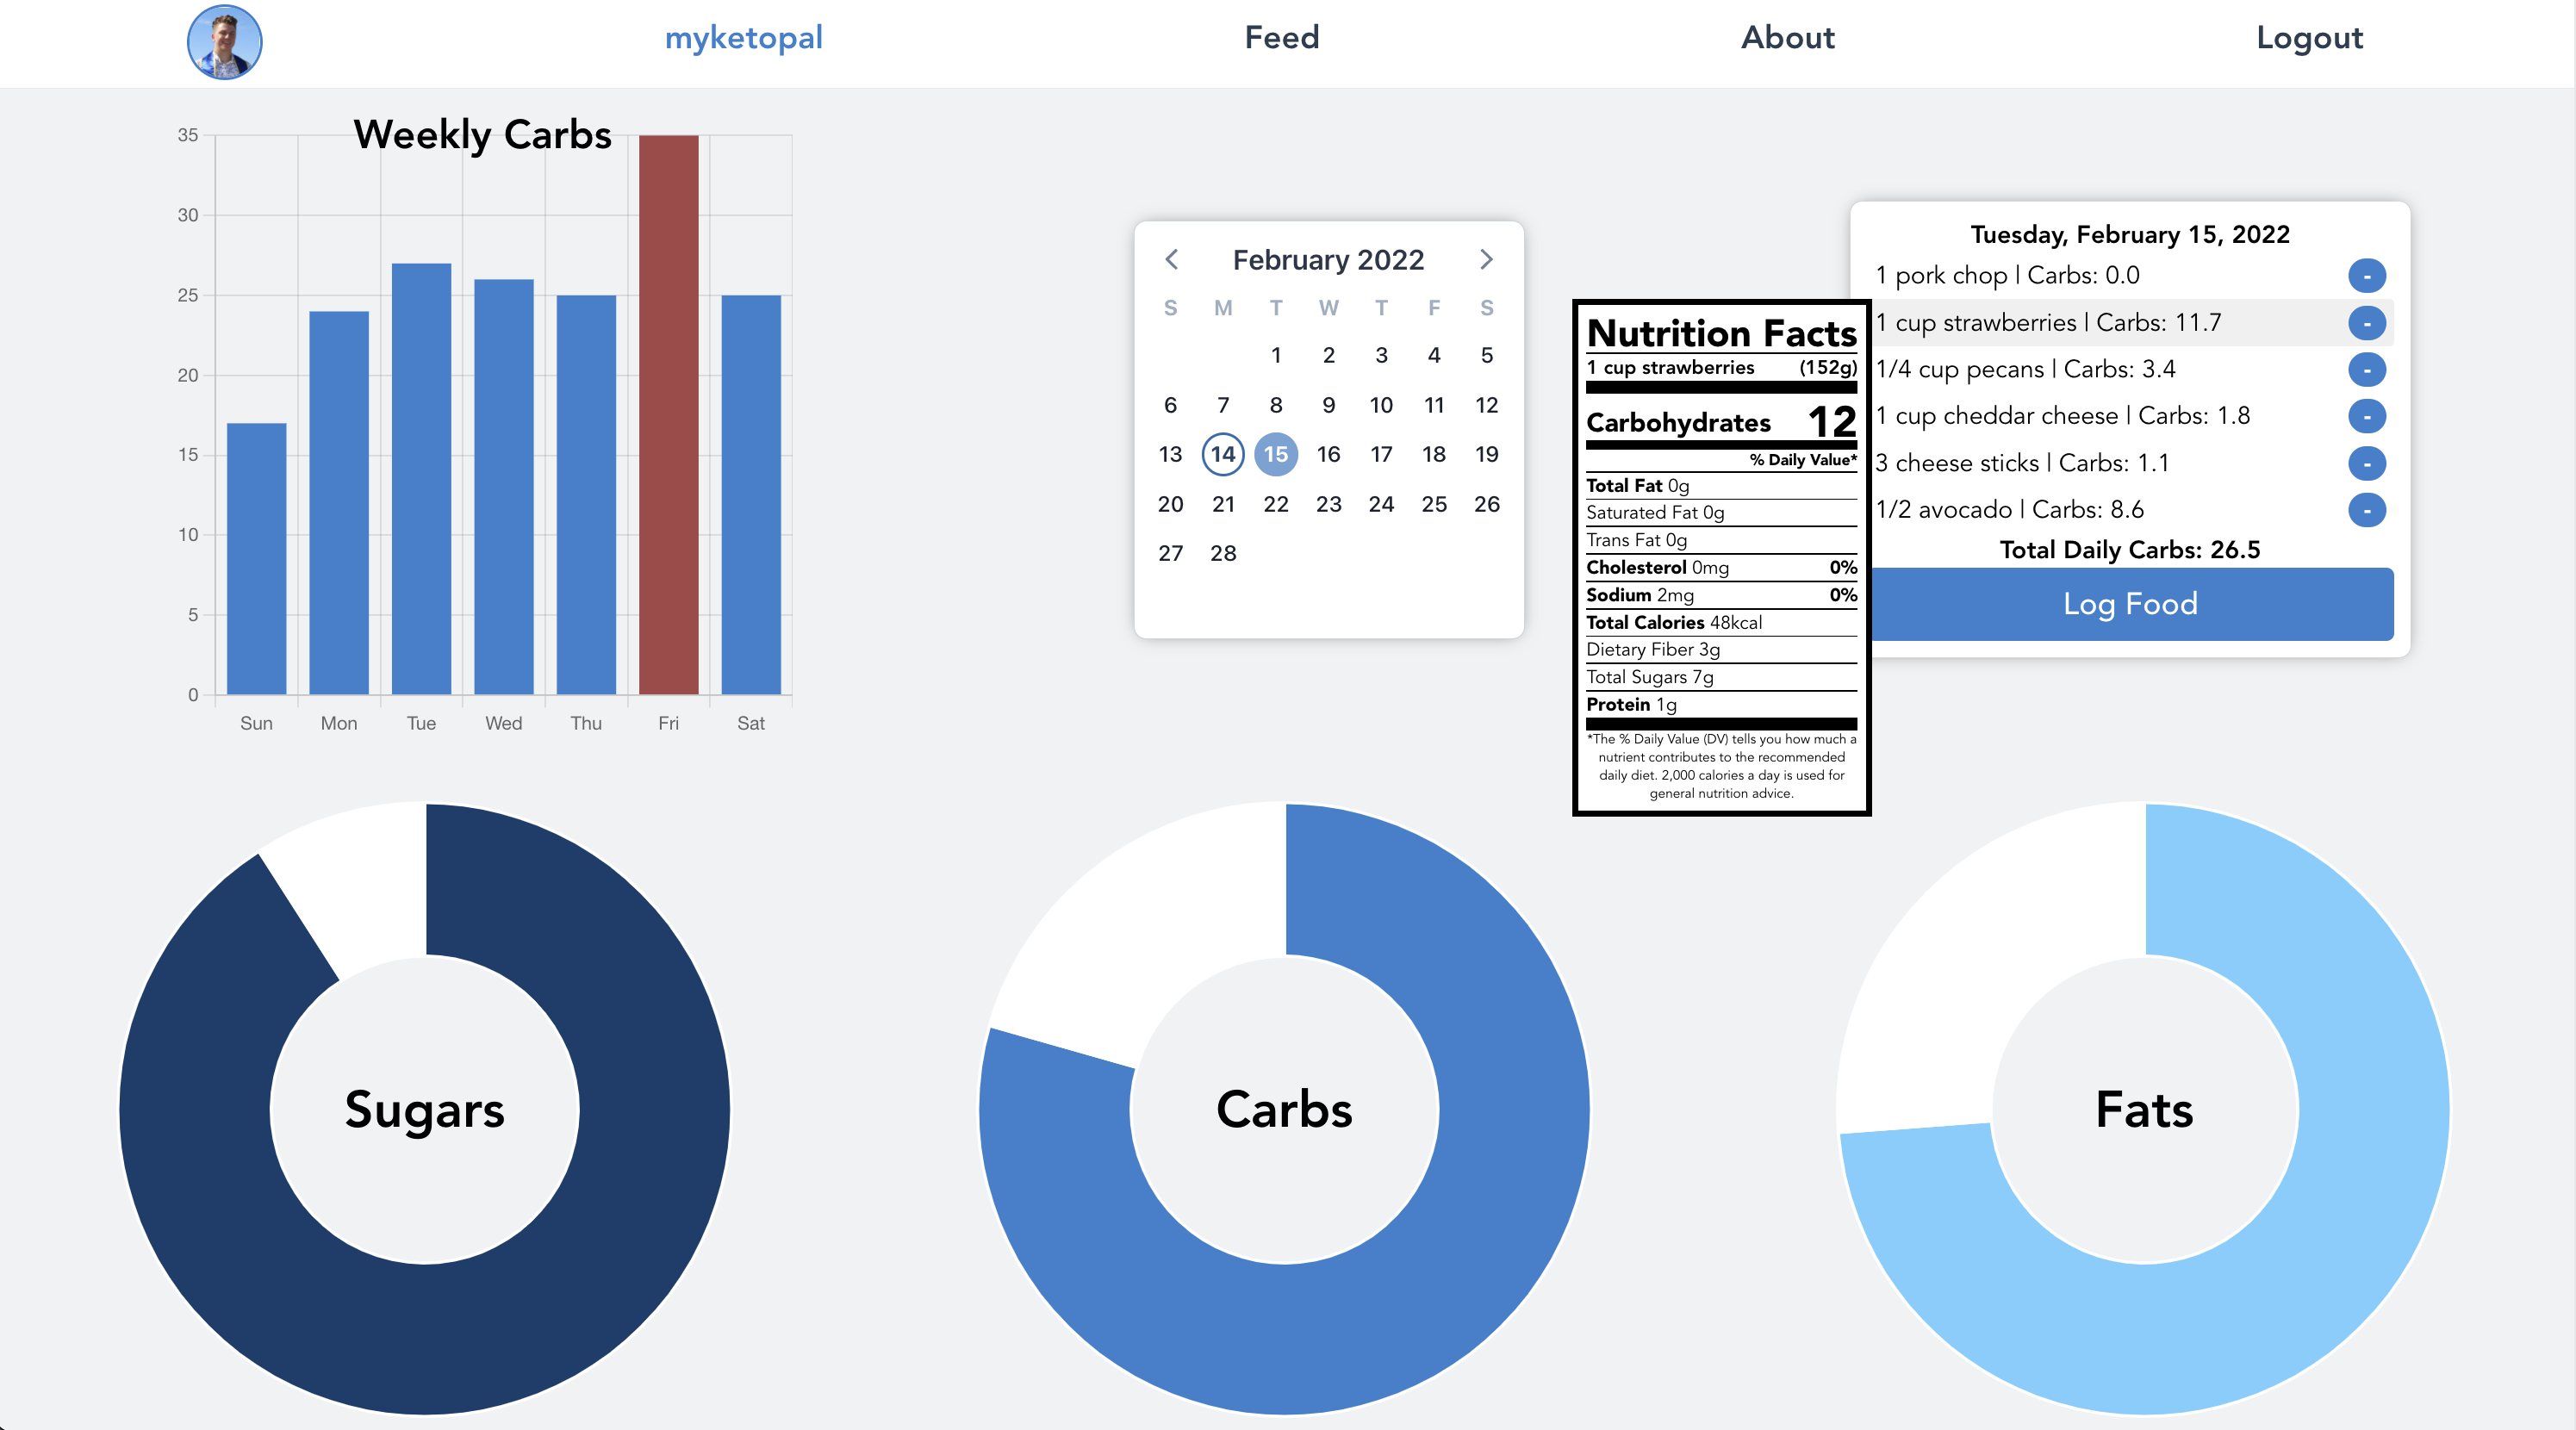 myketopal
Feed
About
Logout
Weekly Carbs
35
30
25
20
15
10
5
0
Sun Mon Tue Wed Thu Fri Sat
February 2022
S M T W T F S
1 2 3 4 5
6 7 8 9 10 11 12
13 14 15 16 17 18 19
20 21 22 23 24 25 26
27 28
Nutrition Facts
1 cup strawberries (152g)
Carbohydrates 12
% Daily Value*
Total Fat 0g
Saturated Fat 0g
Trans Fat 0g
Cholesterol 0mg 0%
Sodium 2mg 0%
Total Calories 48kcal
Dietary Fiber 3g
Total Sugars 7g
Protein 1g
*The % Daily Value (DV) tells you how much a
nutrient contributes to the recommended
daily diet. 2,000 calories a day is used for
general nutrition advice.
Tuesday, February 15, 2022
1 pork chop | Carbs: 0.0 -
1 cup strawberries | Carbs: 11.7 -
1/4 cup pecans | Carbs: 3.4 -
1 cup cheddar cheese | Carbs: 1.8 -
3 cheese sticks | Carbs: 1.1 -
1/2 avocado | Carbs: 8.6 -
Total Daily Carbs: 26.5
Log Food
Sugars
Carbs
Fats